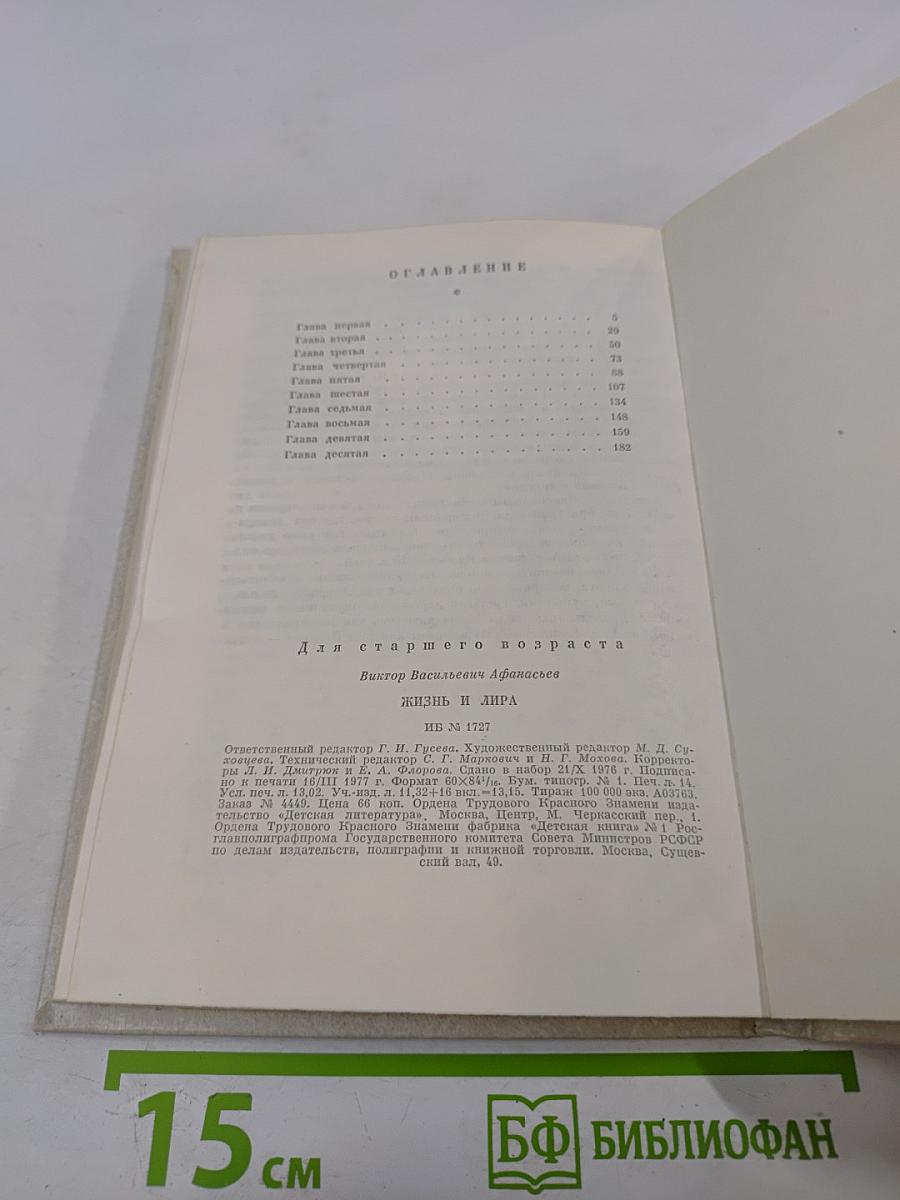 ОГЛАВЛЕНИЕ
Глава первая . . . . . . . . . . . . . . 5
Глава вторая . . . . . . . . . . . . . . 29
Глава третья . . . . . . . . . . . . . . 50
Глава четвертая . . . . . . . . . . . . . 73
Глава пятая . . . . . . . . . . . . . . 88
Глава шестая . . . . . . . . . . . . . . 107
Глава седьмая . . . . . . . . . . . . . . 134
Глава восьмая . . . . . . . . . . . . . . 148
Глава девятая . . . . . . . . . . . . . . 159
Глава десятая . . . . . . . . . . . . . . 182
Для старшего возраста
Виктор Васильевич Афанасьев
ЖИЗНЬ И ЛИРА
ИБ № 1727
Ответственный редактор Г. И. Гусева. Художественный редактор М. Д. Су-
ховцева. Технический редактор С. Г. Маркович и Н. Г. Мохова. Корректо-
ры Л. И. Дмитрюк и Е. А. Флорова. Сдано в набор 21/X 1976 г. Подписа-
но к печати 16/III 1977 г. Формат 60×84¹/₁₆. Бум. типогр. № 1. Печ. л. 14.
Усл. печ. л. 13,02. Уч.-изд. л. 11,32+16 вкл.=13,15. Тираж 100 000 экз. А03763.
Заказ № 4449. Цена 66 коп. Ордена Трудового Красного Знамени изда-
тельство «Детская литература». Москва, Центр, М. Черкасский пер., 1.
Ордена Трудового Красного Знамени фабрика «Детская книга» № 1 Рос-
главполиграфпрома Государственного комитета Совета Министров РСФСР
по делам издательств, полиграфии и книжной торговли. Москва, Сущев-
ский вал, 49.
15 см
БФ БИБЛИОФАН